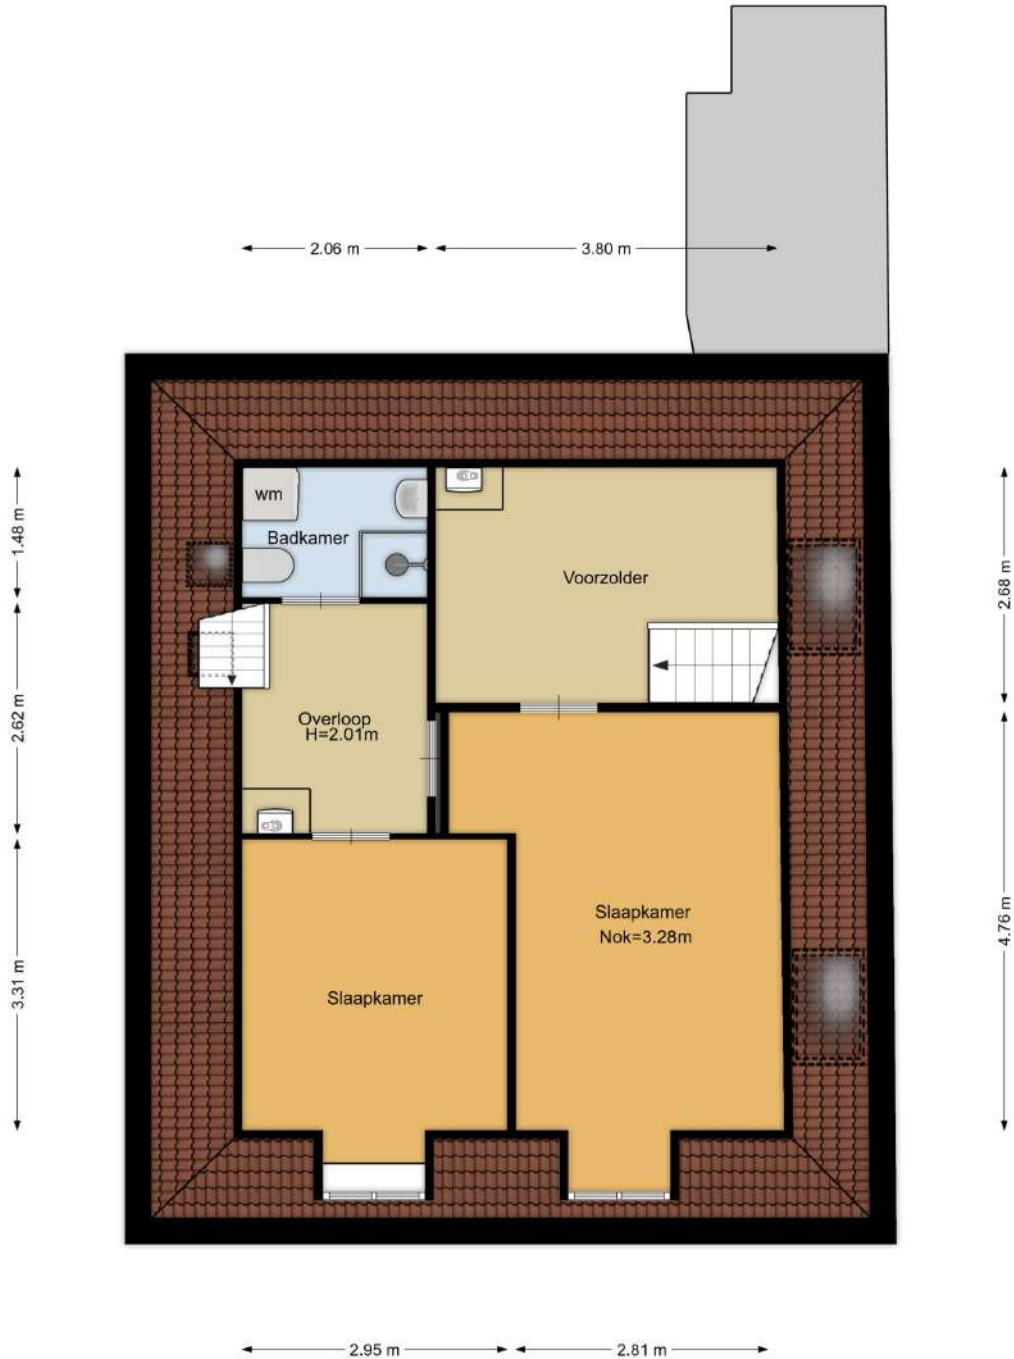 2.06 m
3.80 m
wm
Badkamer
1.48 m
Voorzolder
2.68 m
Overloop
H=2.01m
2.62 m
Slaapkamer
Nok=3.28m
4.76 m
Slaapkamer
3.31 m
2.95 m
2.81 m